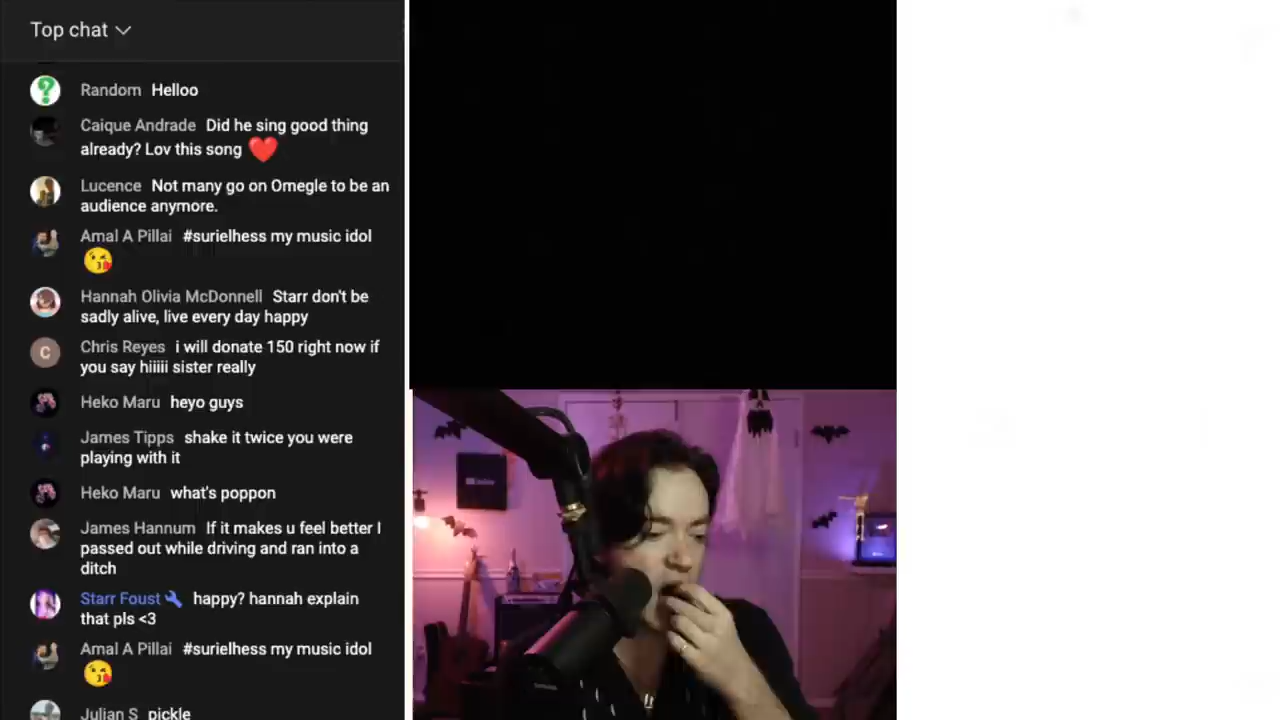 Top chat
Random Helloo
Caique Andrade Did he sing good thing
already? Lov this song
Lucence Not many go on Omegle to be an
audience anymore.
Amal A Pillai #surielhess my music idol
Hannah Olivia McDonnell Starr don't be
sadly alive, live every day happy
Chris Reyes i will donate 150 right now if
you say hiiiii sister really
C
Heko Maru heyo guys
James Tipps shake it twice you were
playing with it
Heko Maru what's poppon
James Hannum If it makes u feel better I
passed out while driving and ran into a
ditch
Starr Foust happy? hannah explain
that pls <3
Amal A Pillai #surielhess my music idol
Julian S pickle